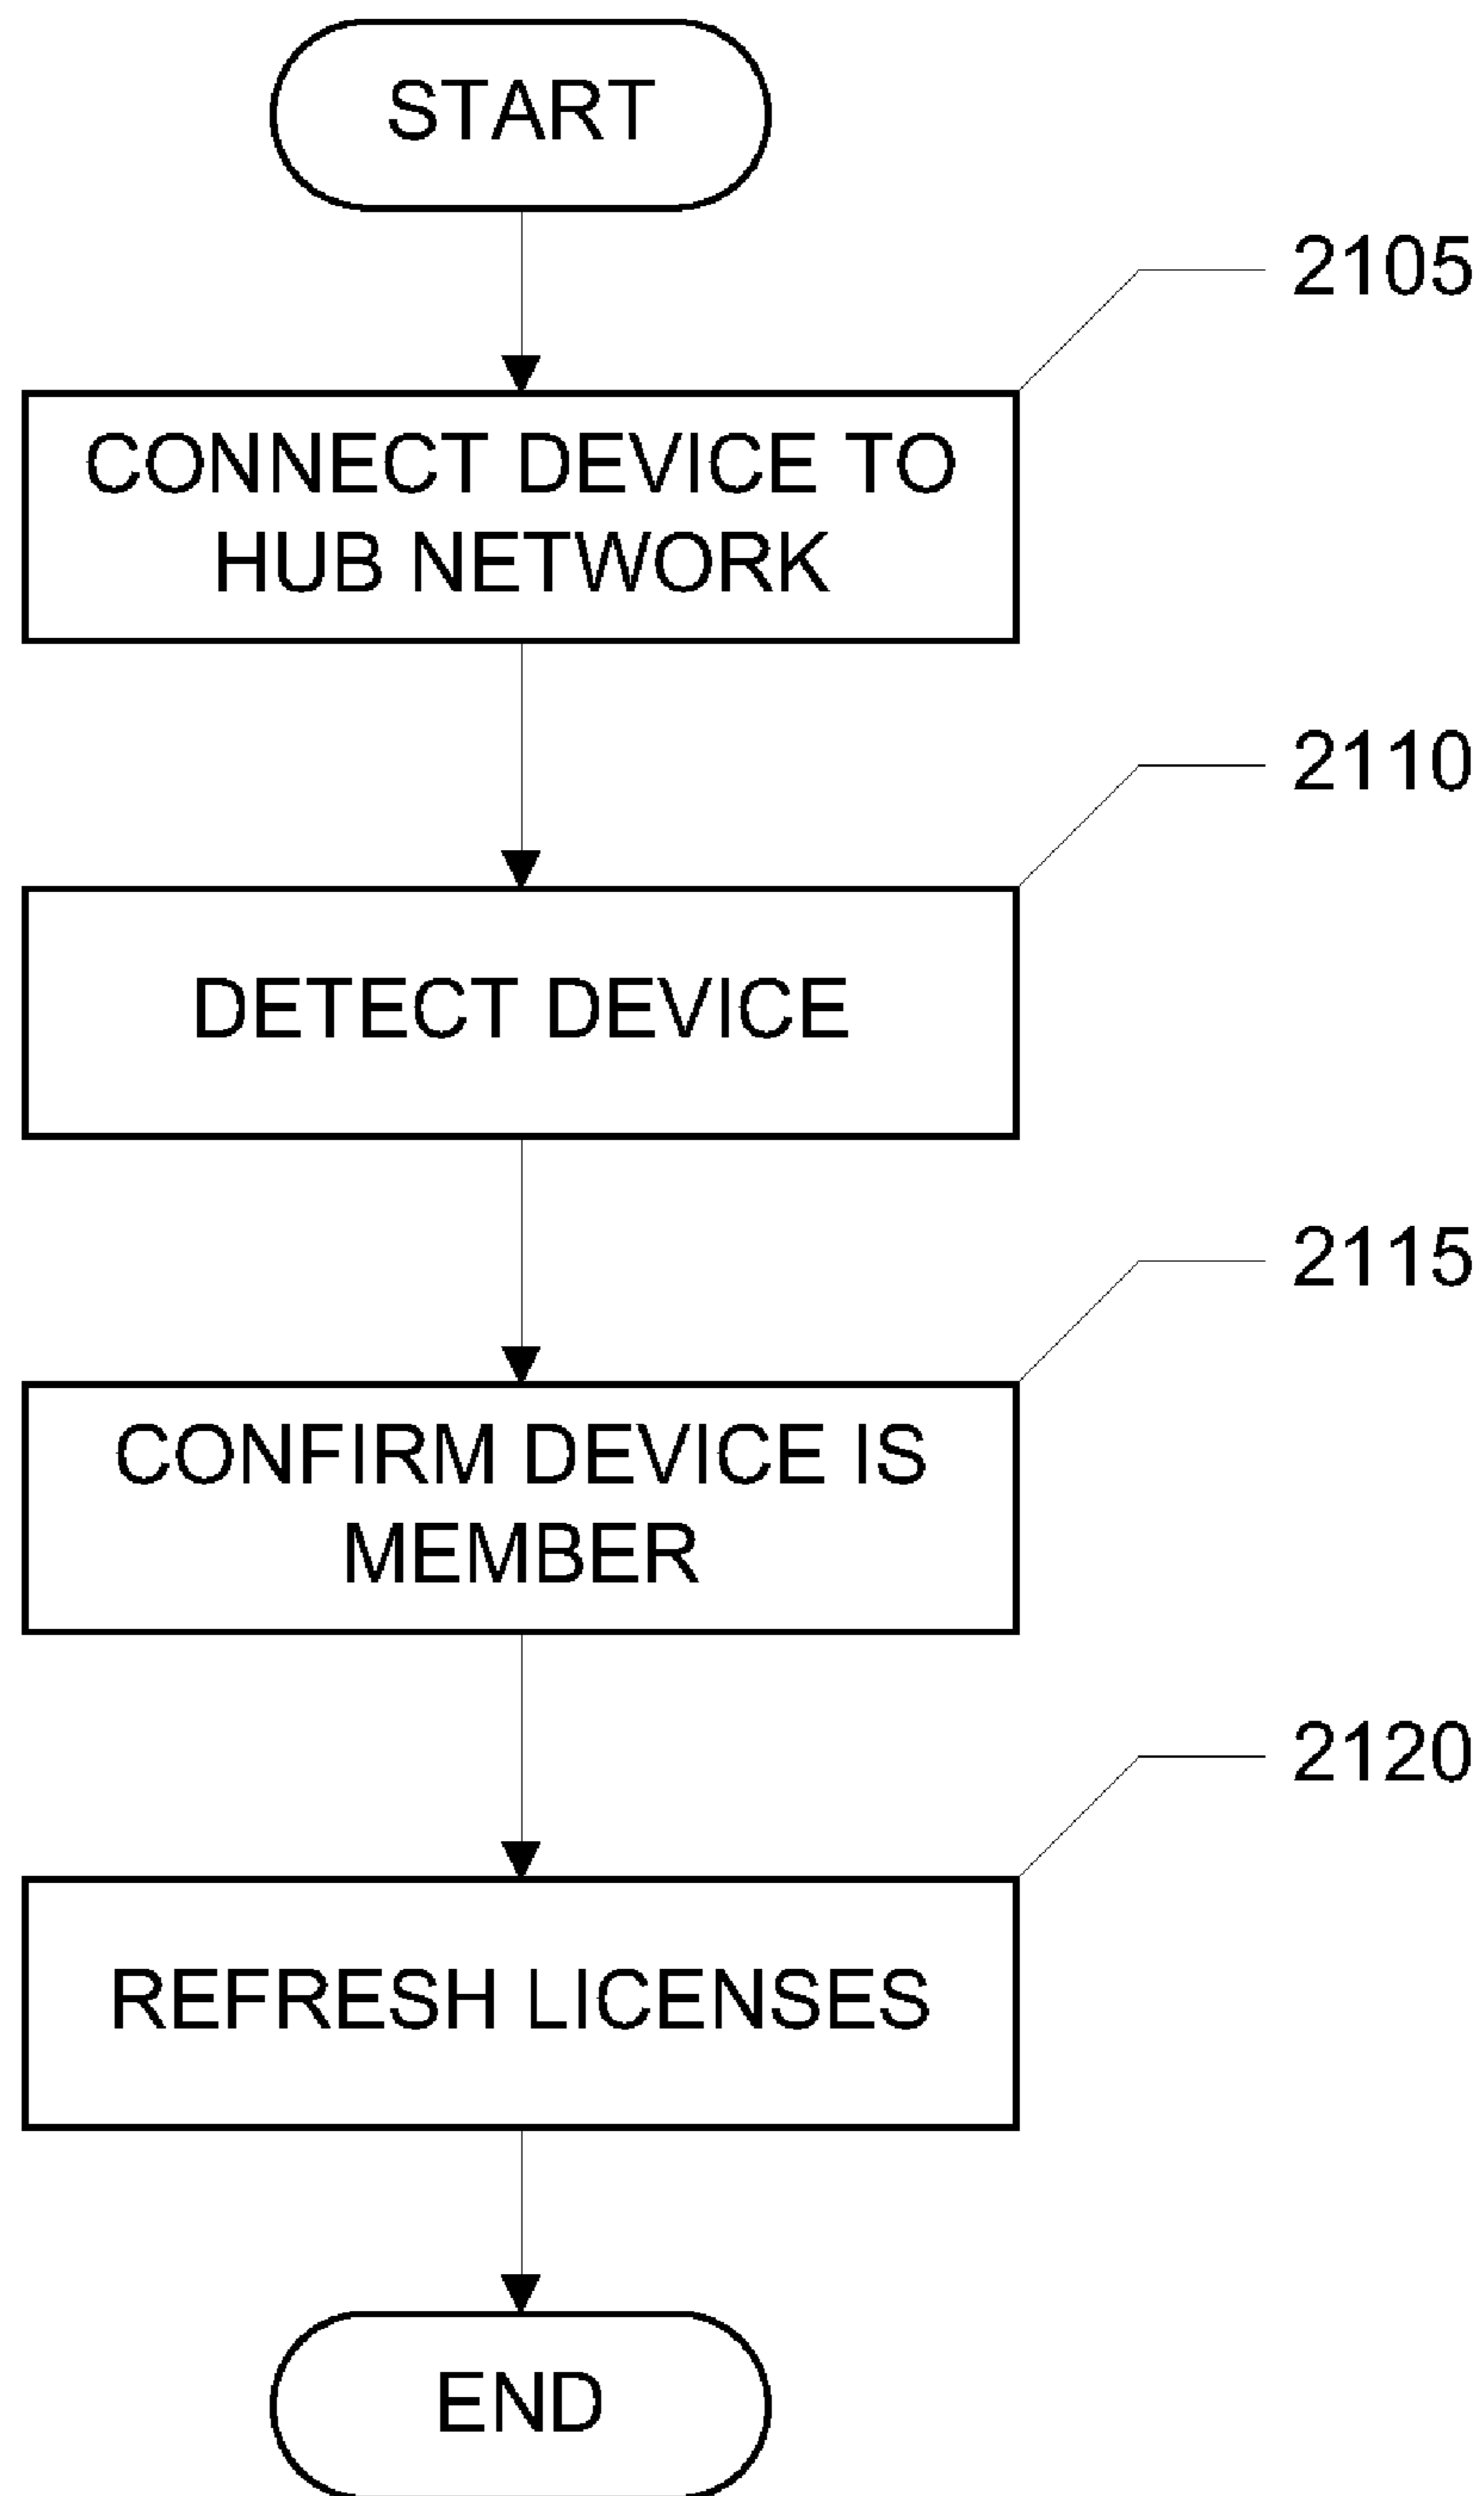 START
2105
CONNECT DEVICE TO
HUB NETWORK
2110
DETECT DEVICE
2115
CONFIRM DEVICE IS
MEMBER
2120
REFRESH LICENSES
END